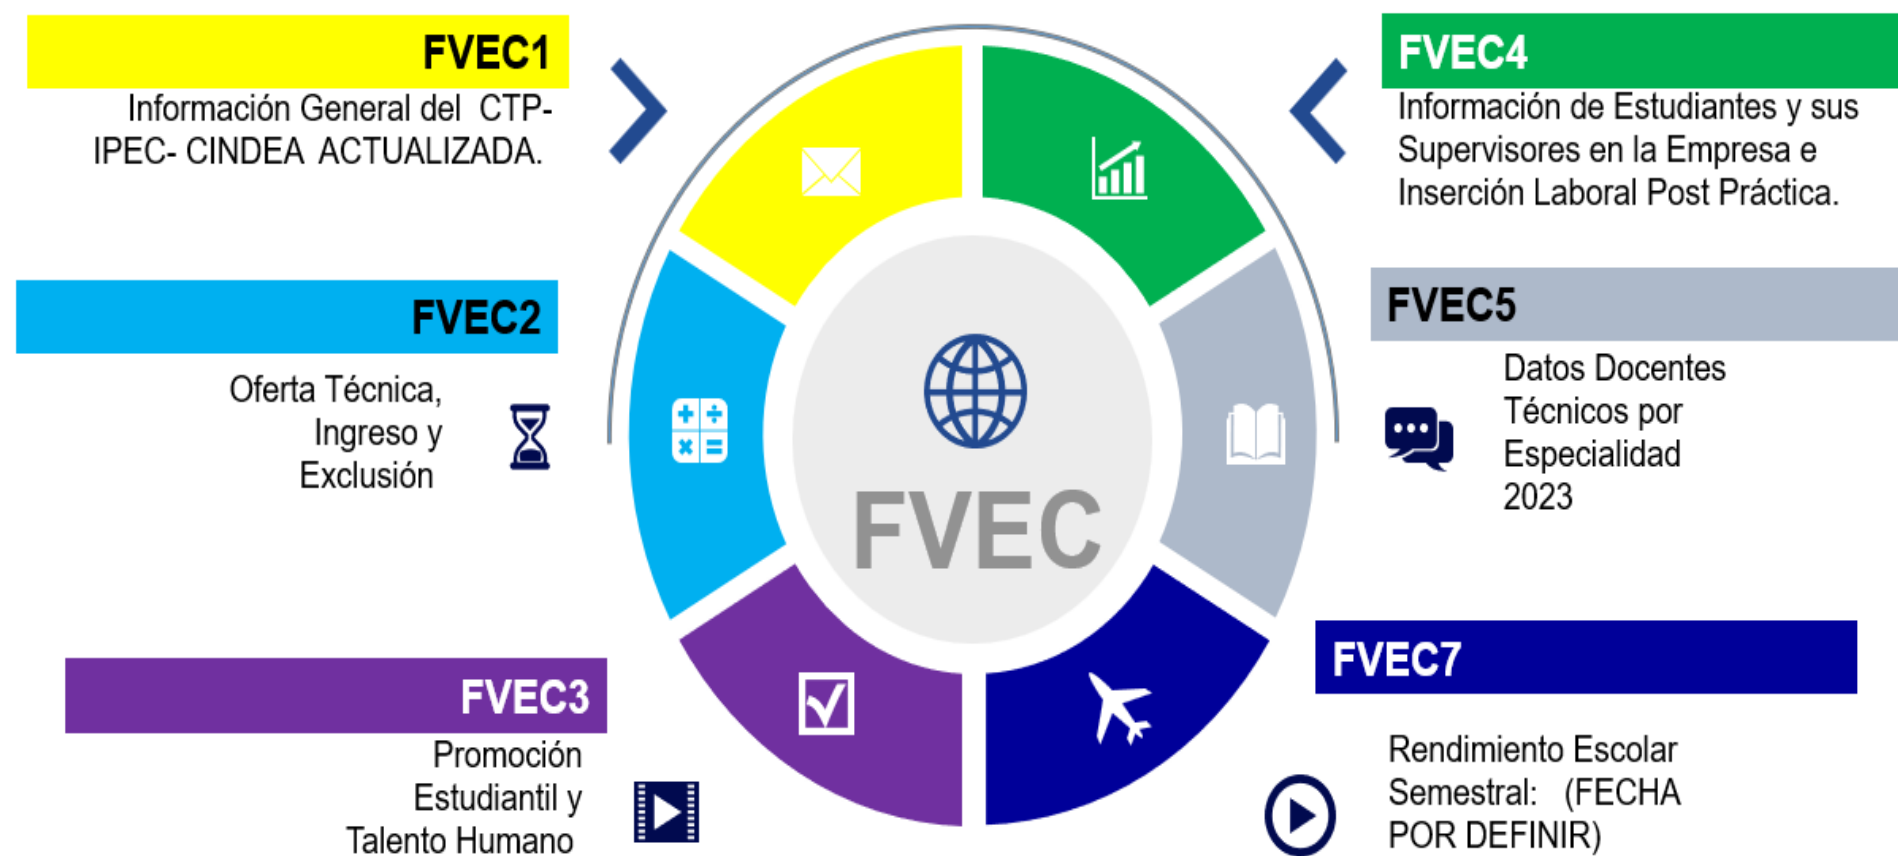 FVEC1
Información General del CTP-
IPEC- CINDEA ACTUALIZADA.
FVEC2
Oferta Técnica,
Ingreso y
Exclusión
FVEC3
Promoción
Estudiantil y
Talento Humano
FVEC
FVEC4
Información de Estudiantes y sus
Supervisores en la Empresa e
Inserción Laboral Post Práctica.
FVEC5
Datos Docentes
Técnicos por
Especialidad
2023
FVEC7
Rendimiento Escolar
Semestral: (FECHA
POR DEFINIR)